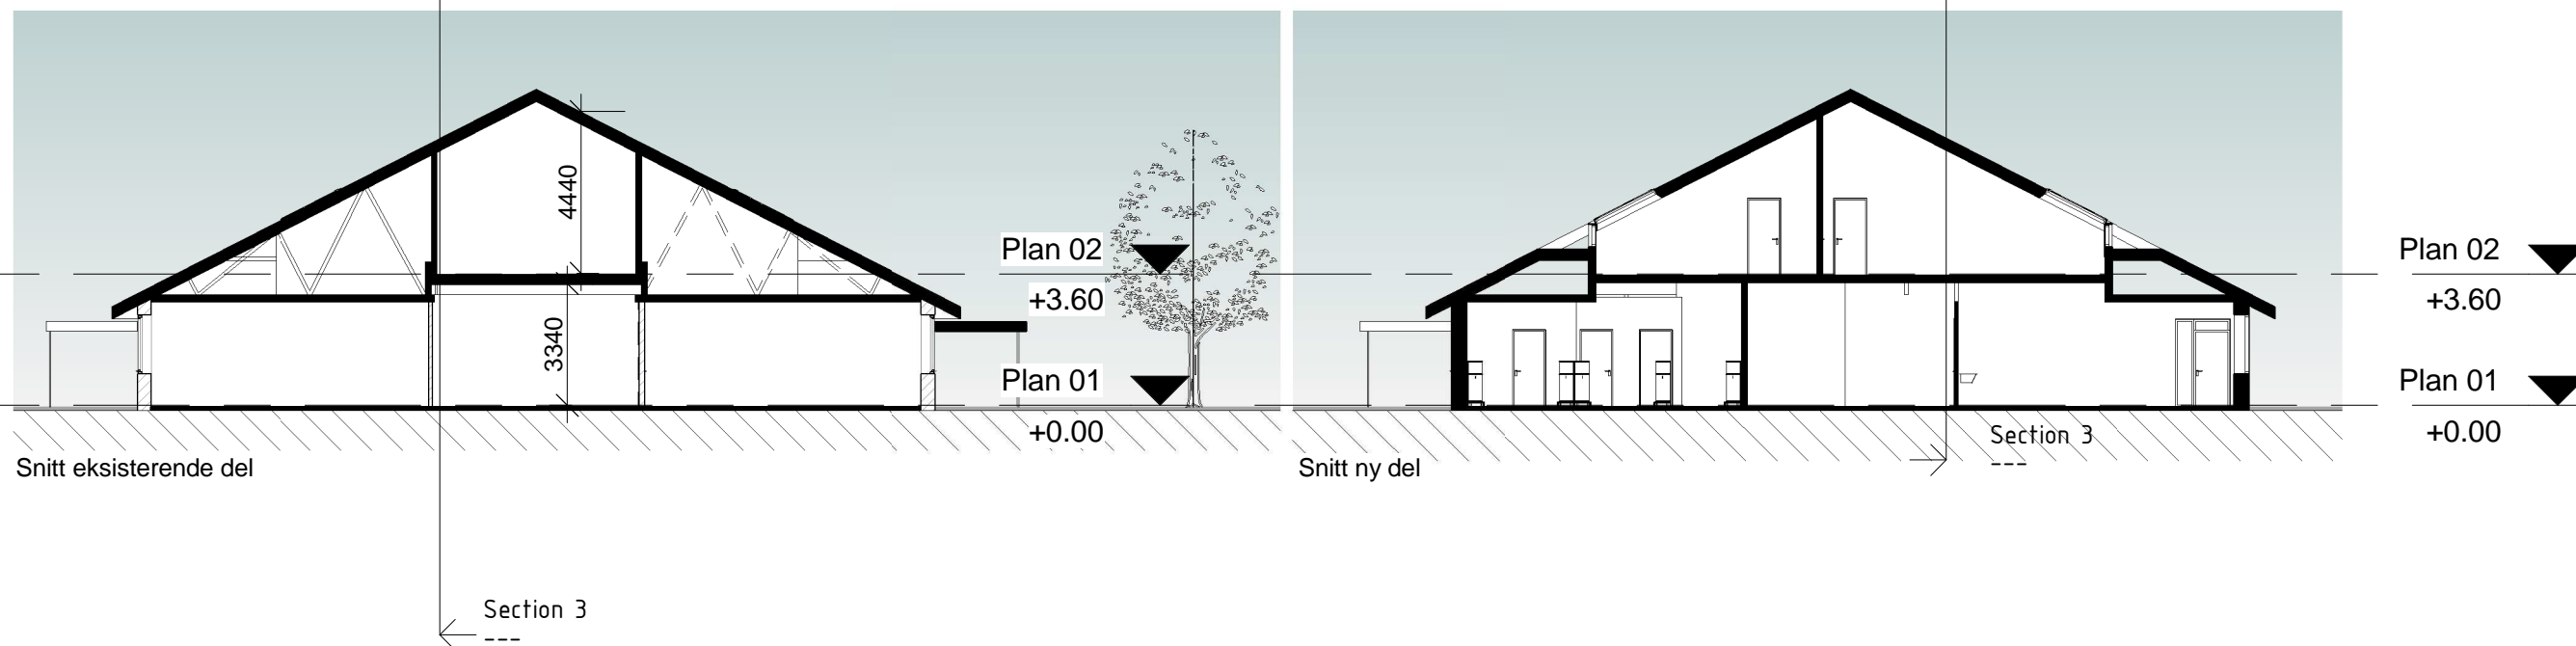 4440
3340
Plan 02
+3.60
Plan 01
+0.00
Snitt eksisterende del
Section 3
---
Plan 02
+3.60
Plan 01
+0.00
Section 3
---
Snitt ny del